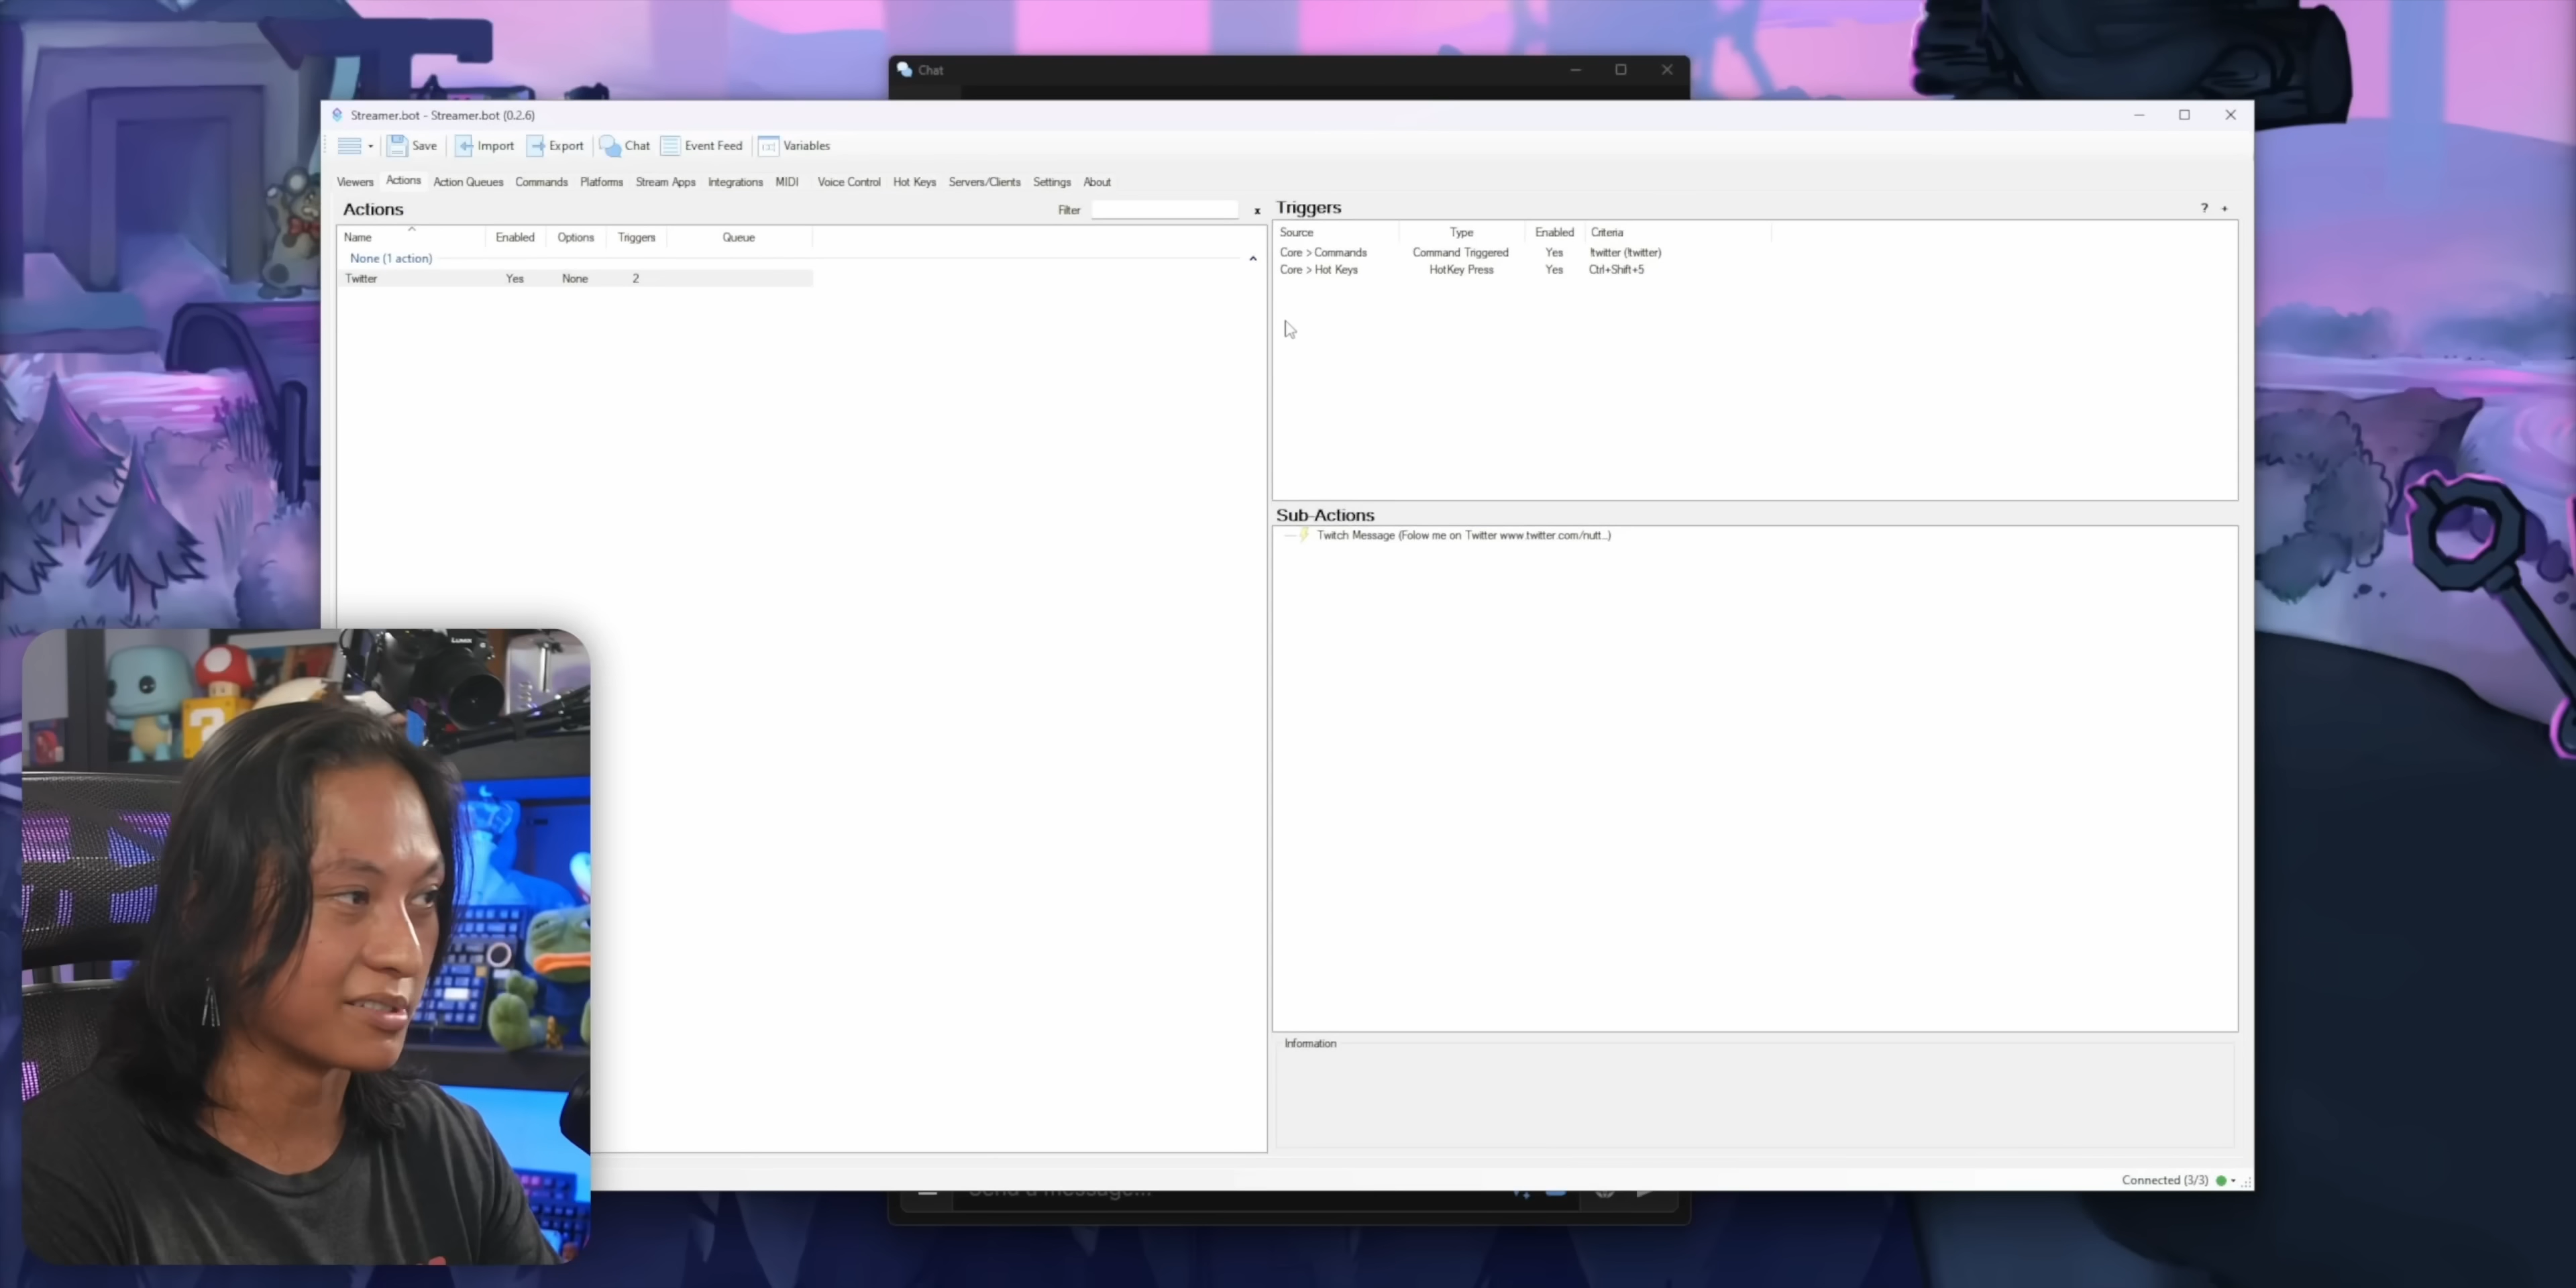 Chat
Streamer.bot - Streamer.bot (0.2.6)
Save Import Export Chat Event Feed Variables
Viewers Actions Action Queues Commands Platforms Stream Apps Integrations MIDI Voice Control Hot Keys Servers/Clients Settings About
Actions
Filter
x
Name Enabled Options Triggers Queue
None (1 action)
Twitter Yes None 2
Triggers
? +
Source Type Enabled Criteria
Core > Commands Command Triggered Yes !twitter (!twitter)
Core > Hot Keys HotKey Press Yes Ctrl+Shift+5
Sub-Actions
Twitch Message (Folow me on Twitter www.twitter.com/nutt...)
Information
Connected (3/3)
Send a message...
LUMIX